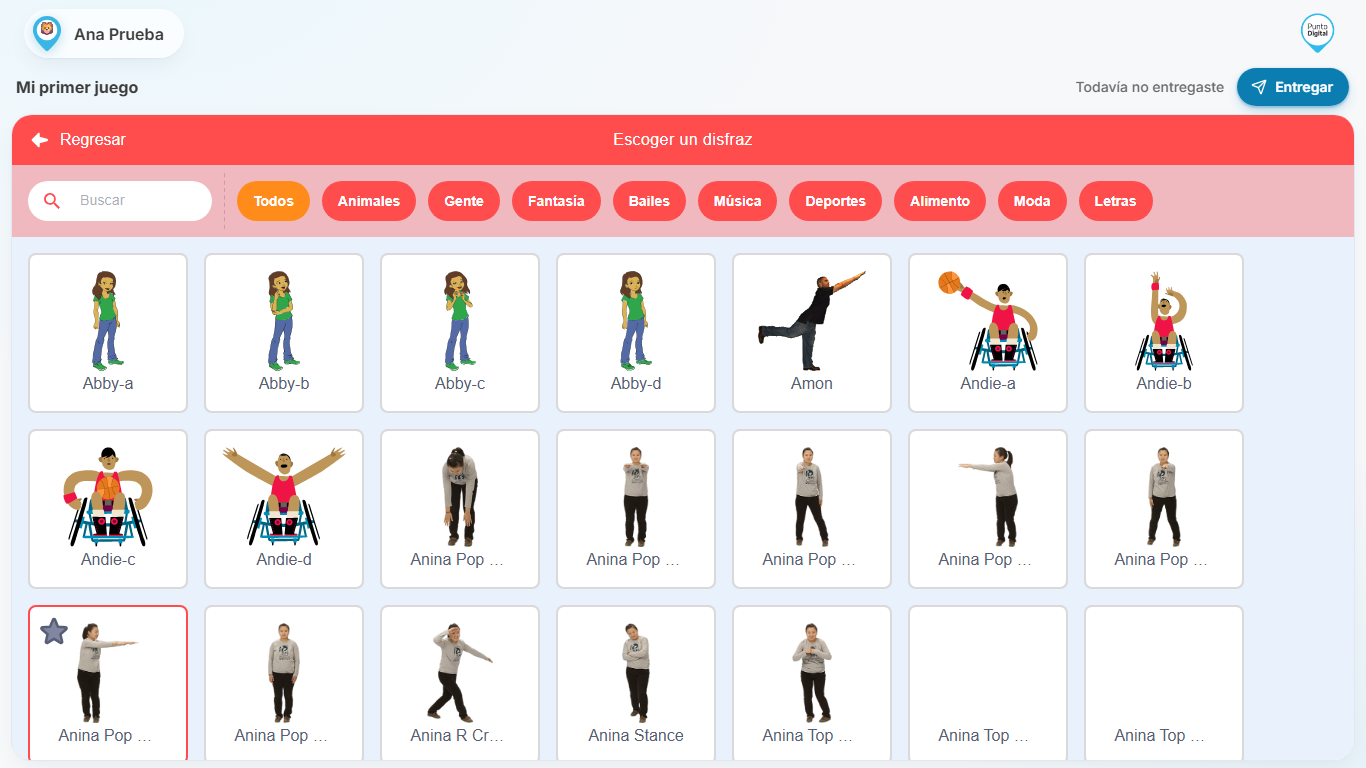 Ana Prueba
Punto
Digital
Mi primer juego
Todavía no entregaste
Entregar
Regresar
Escoger un disfraz
Buscar
Todos
Animales
Gente
Fantasía
Bailes
Música
Deportes
Alimento
Moda
Letras
Abby-a
Abby-b
Abby-c
Abby-d
Amon
Andie-a
Andie-b
Andie-c
Andie-d
Anina Pop ...
Anina Pop ...
Anina Pop ...
Anina Pop ...
Anina Pop ...
Anina Pop ...
Anina Pop ...
Anina R Cr...
Anina Stance
Anina Top ...
Anina Top ...
Anina Top ...